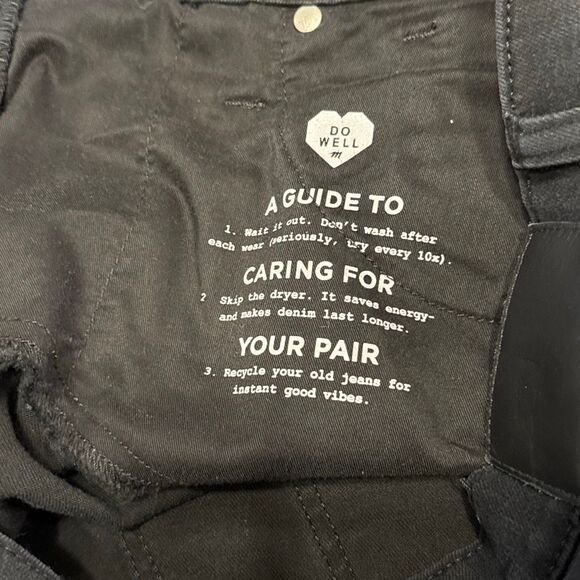 DO
WELL
m
A GUIDE TO
1. Wait it out. Don't wash after
each wear (seriously, try every 10x).
CARING FOR
2 Skip the dryer. It saves energy-
and makes denim last longer.
YOUR PAIR
3. Recycle your old jeans for
instant good vibes.